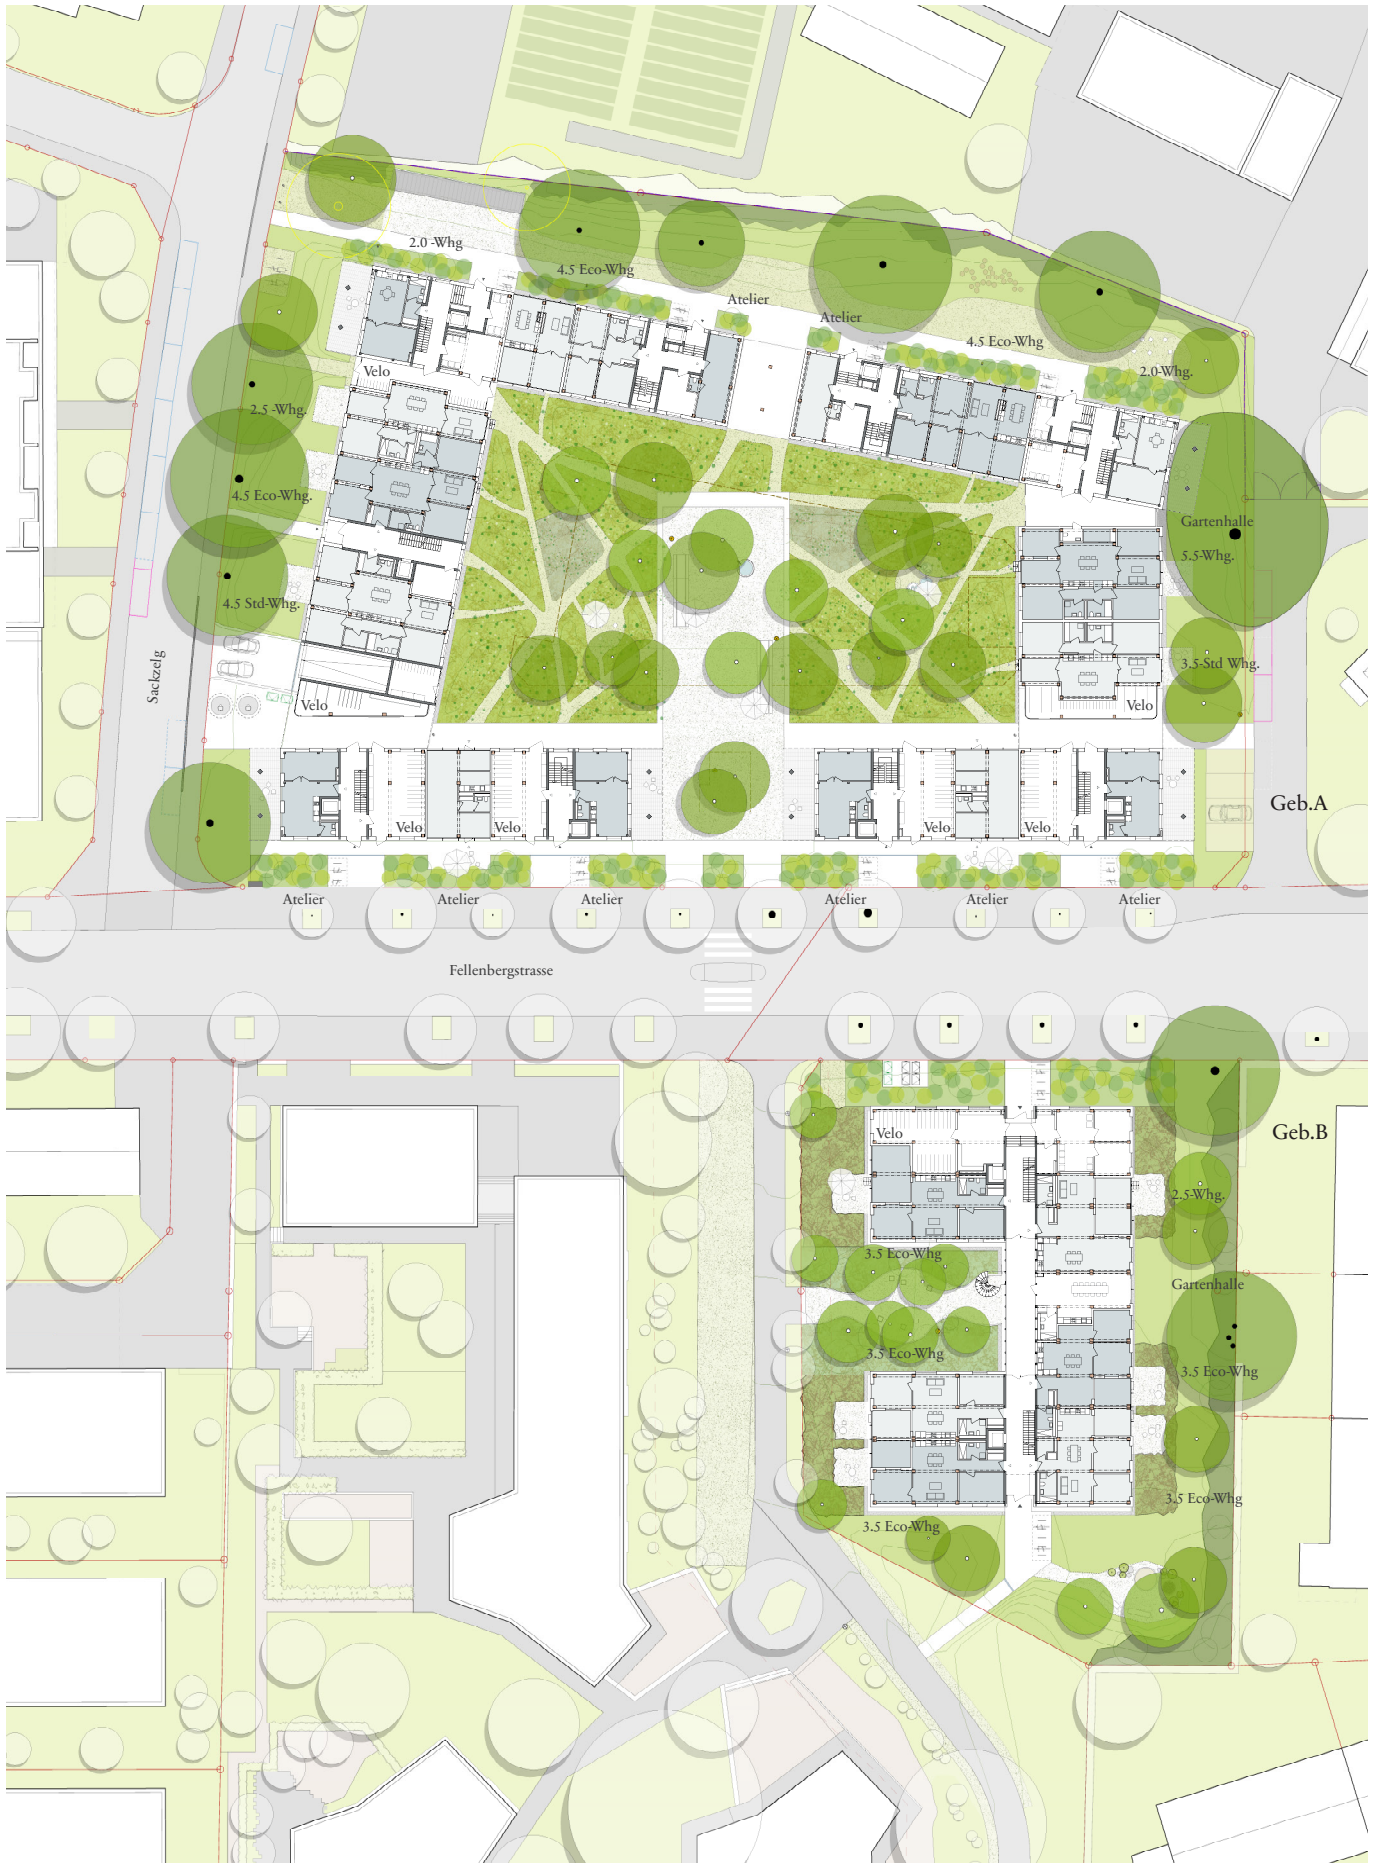 2.0 -Whg
4.5 Eco-Whg
Atelier
Atelier
4.5 Eco-Whg
2.0-Whg.
Velo
2.5 -Whg.
4.5 Eco-Whg.
Gartenhalle
5.5-Whg.
4.5 Std-Whg.
3.5-Std Whg.
Sackzelg
Velo
Velo
Geb.A
Velo
Velo
Velo
Velo
Atelier
Atelier
Atelier
Atelier
Atelier
Atelier
Fellenbergstrasse
Velo
Geb.B
2.5-Whg.
3.5 Eco-Whg
Gartenhalle
3.5 Eco-Whg
3.5 Eco-Whg
3.5 Eco-Whg
3.5 Eco-Whg